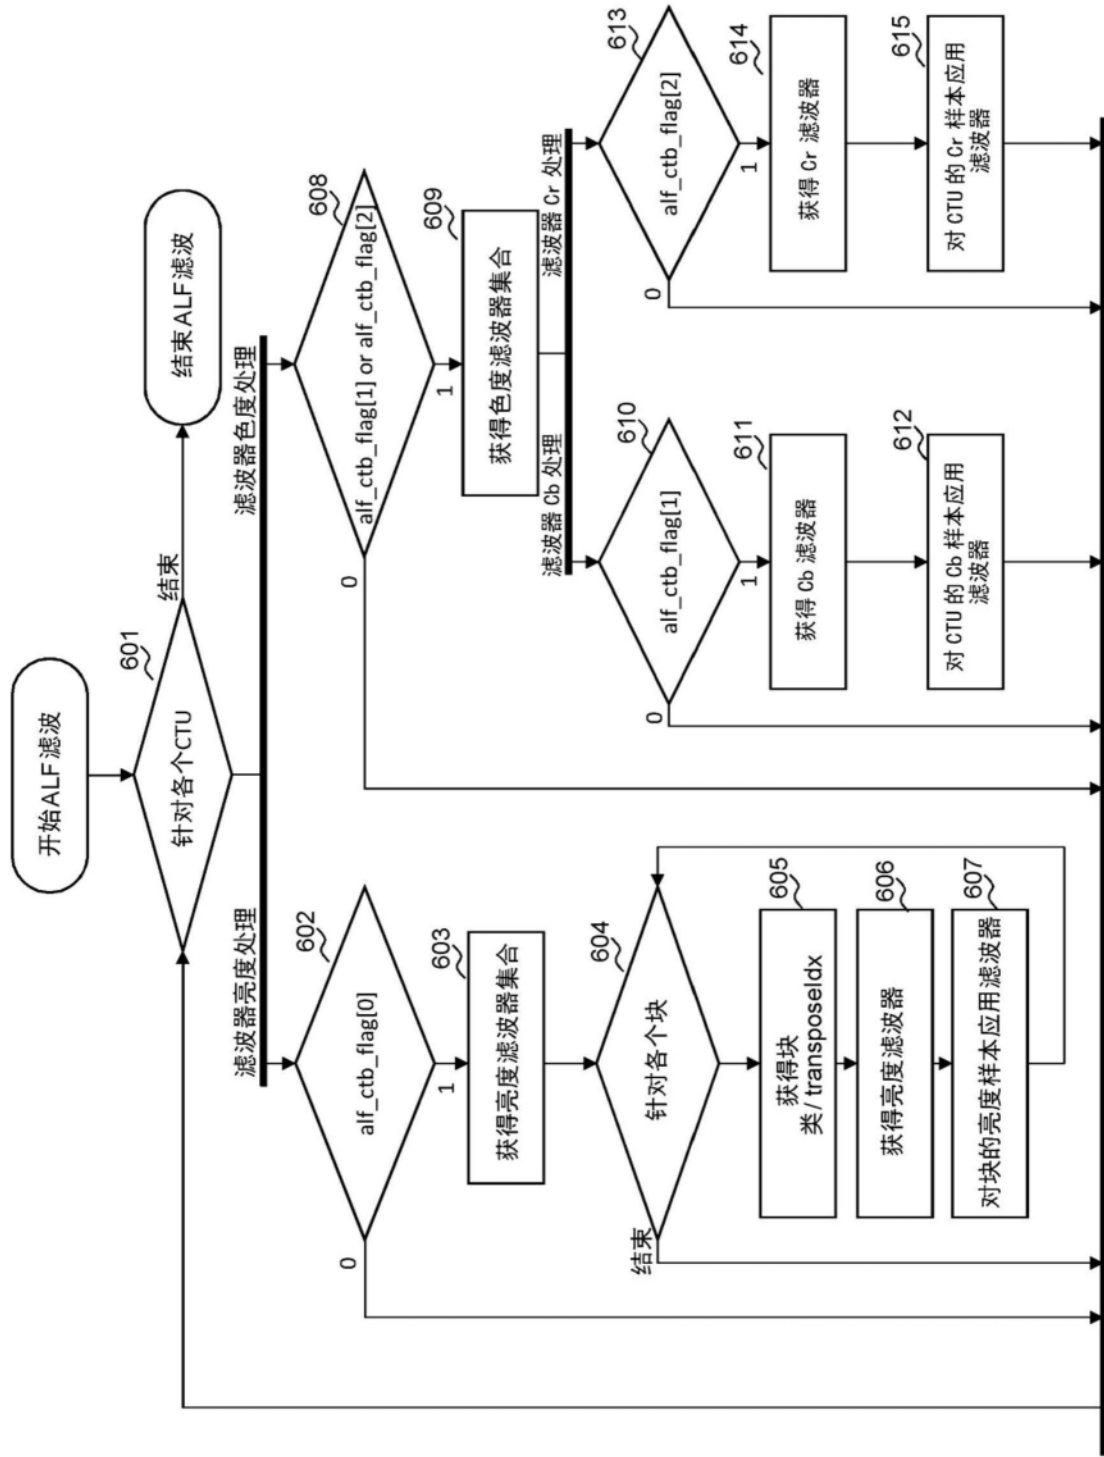 开始ALF滤波
601
针对各个CTU
结束
结束ALF滤波
滤波器亮度处理
滤波器色度处理
602
alf_ctb_flag[0]
0
1
603
获得亮度滤波器集合
604
针对各个块
结束
605
获得块
类/transposeIdx
606
获得亮度滤波器
607
对块的亮度样本应用滤波器
608
alf_ctb_flag[1] or alf_ctb_flag[2]
0
1
609
获得色度滤波器集合
滤波器 Cb 处理
滤波器 Cr 处理
610
alf_ctb_flag[1]
0
1
611
获得 Cb 滤波器
612
对 CTU 的 Cb 样本应用
滤波器
613
alf_ctb_flag[2]
0
1
614
获得 Cr 滤波器
615
对 CTU 的 Cr 样本应用
滤波器